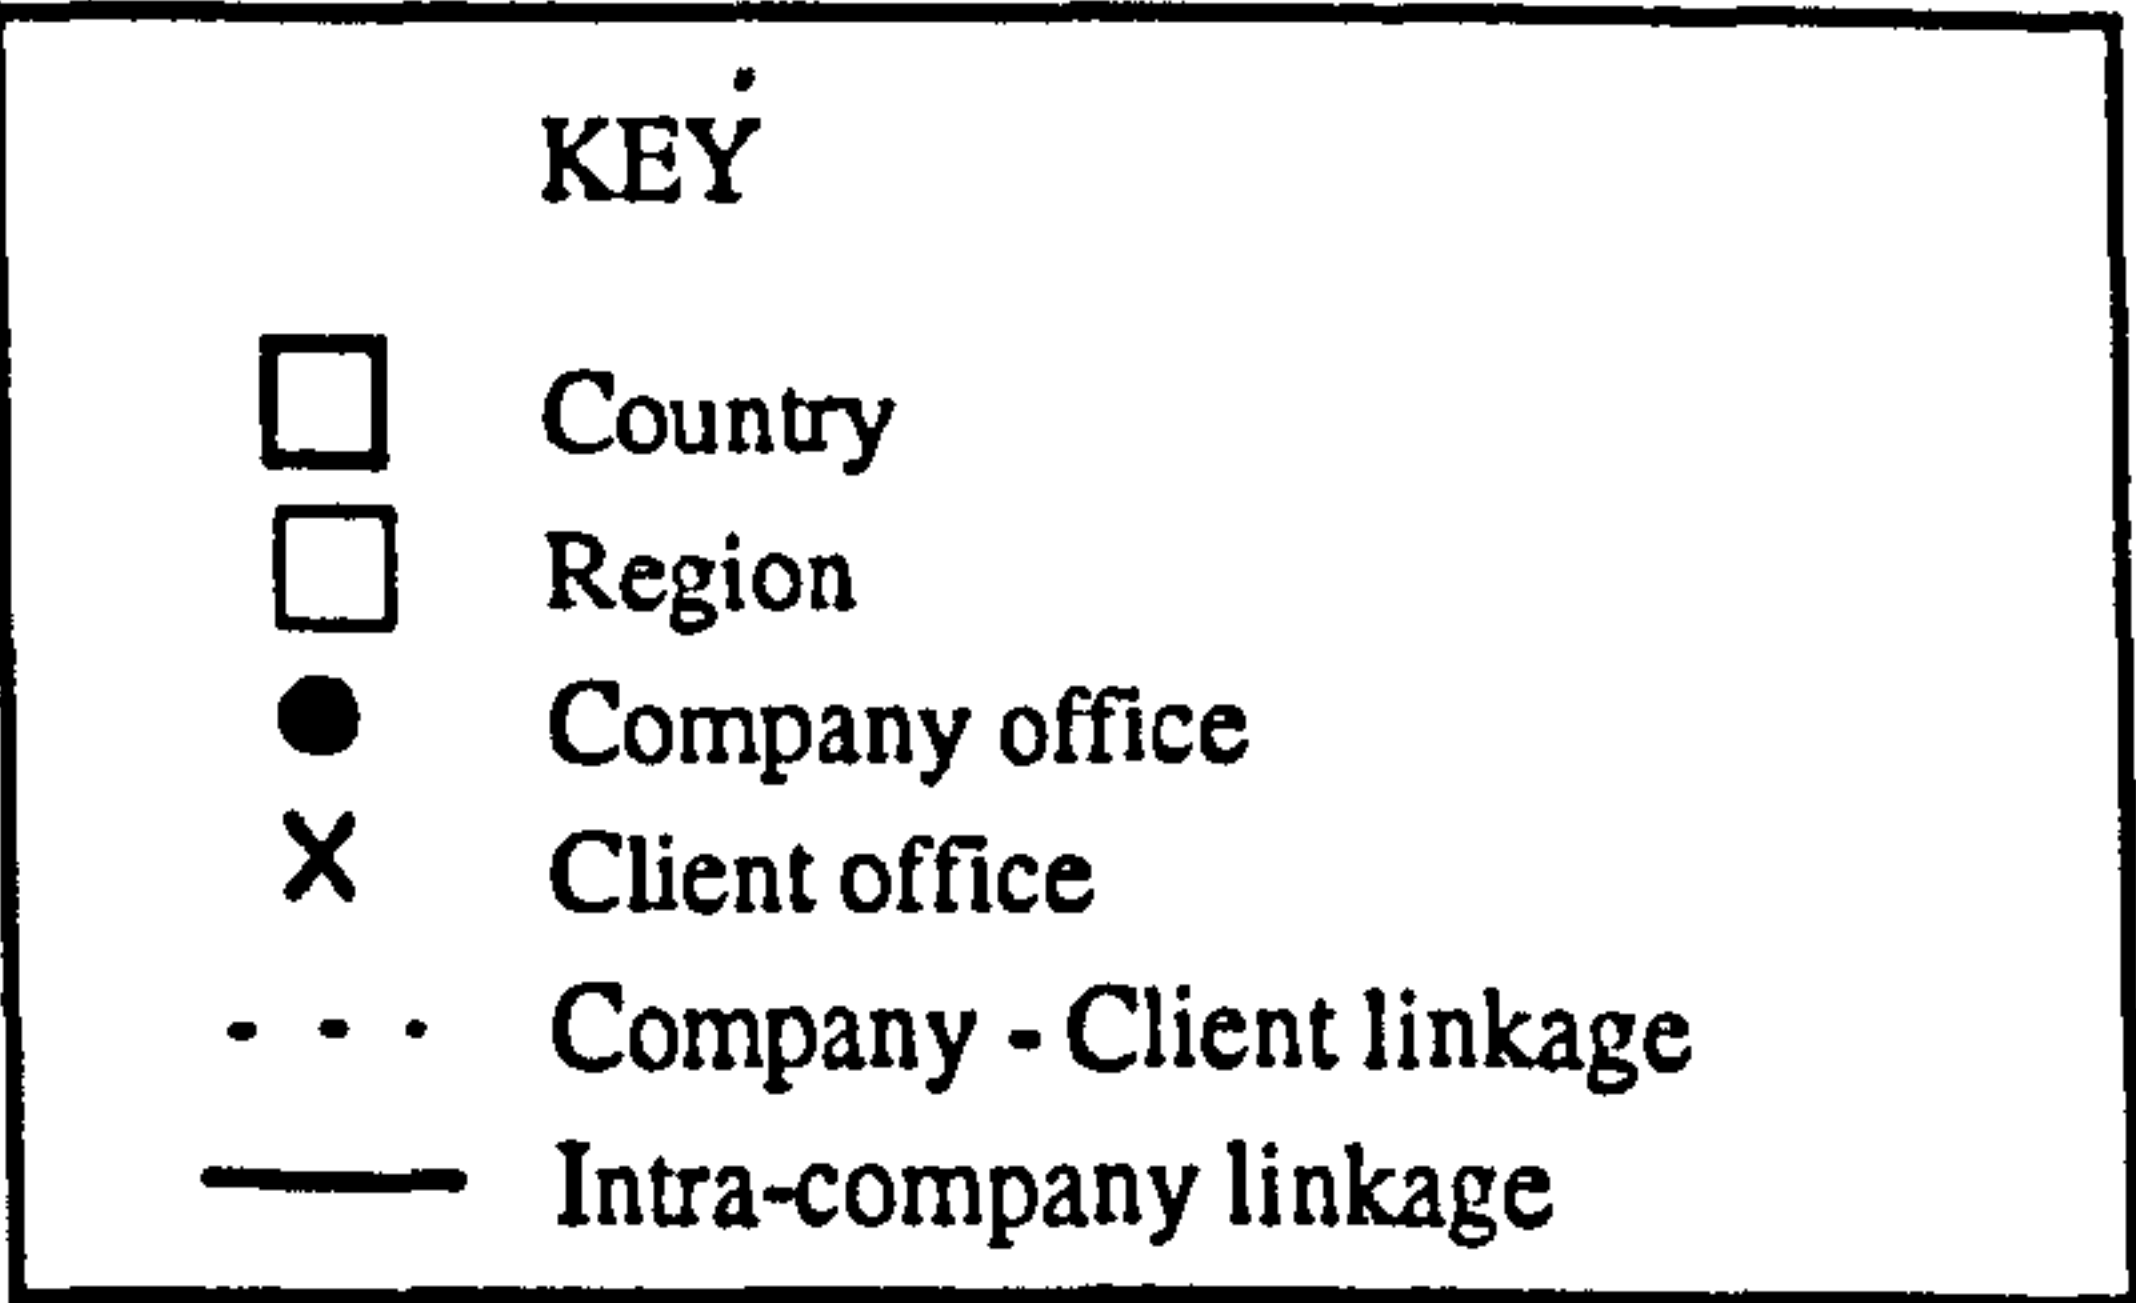 KEY
Country
Region
Company office
Client office
Company - Client linkage
Intra-company linkage